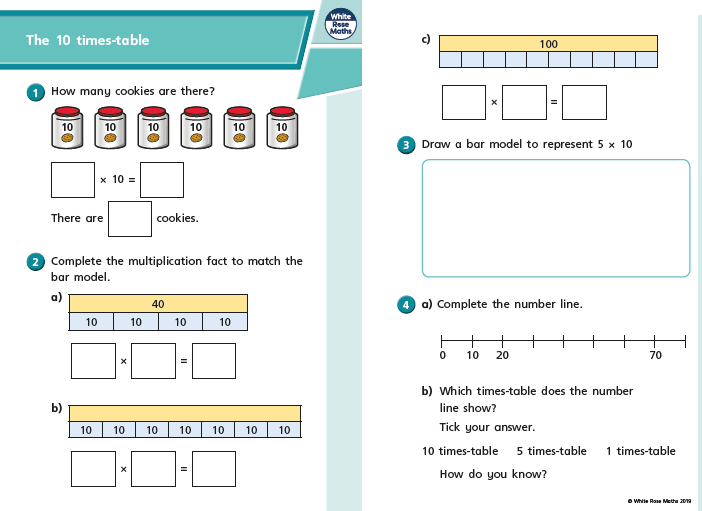 The 10 times-table
White
Rose
Maths
1 How many cookies are there?
10 10 10 10 10 10
× 10 =
There are cookies.
2 Complete the multiplication fact to match the
bar model.
a)
40
10 10 10 10
× =
b)
10 10 10 10 10 10 10
× =
c)
100
× =
3 Draw a bar model to represent 5 × 10
4 a) Complete the number line.
0 10 20 70
b) Which times-table does the number
line show?
Tick your answer.
10 times-table 5 times-table 1 times-table
How do you know?
© White Rose Maths 2019